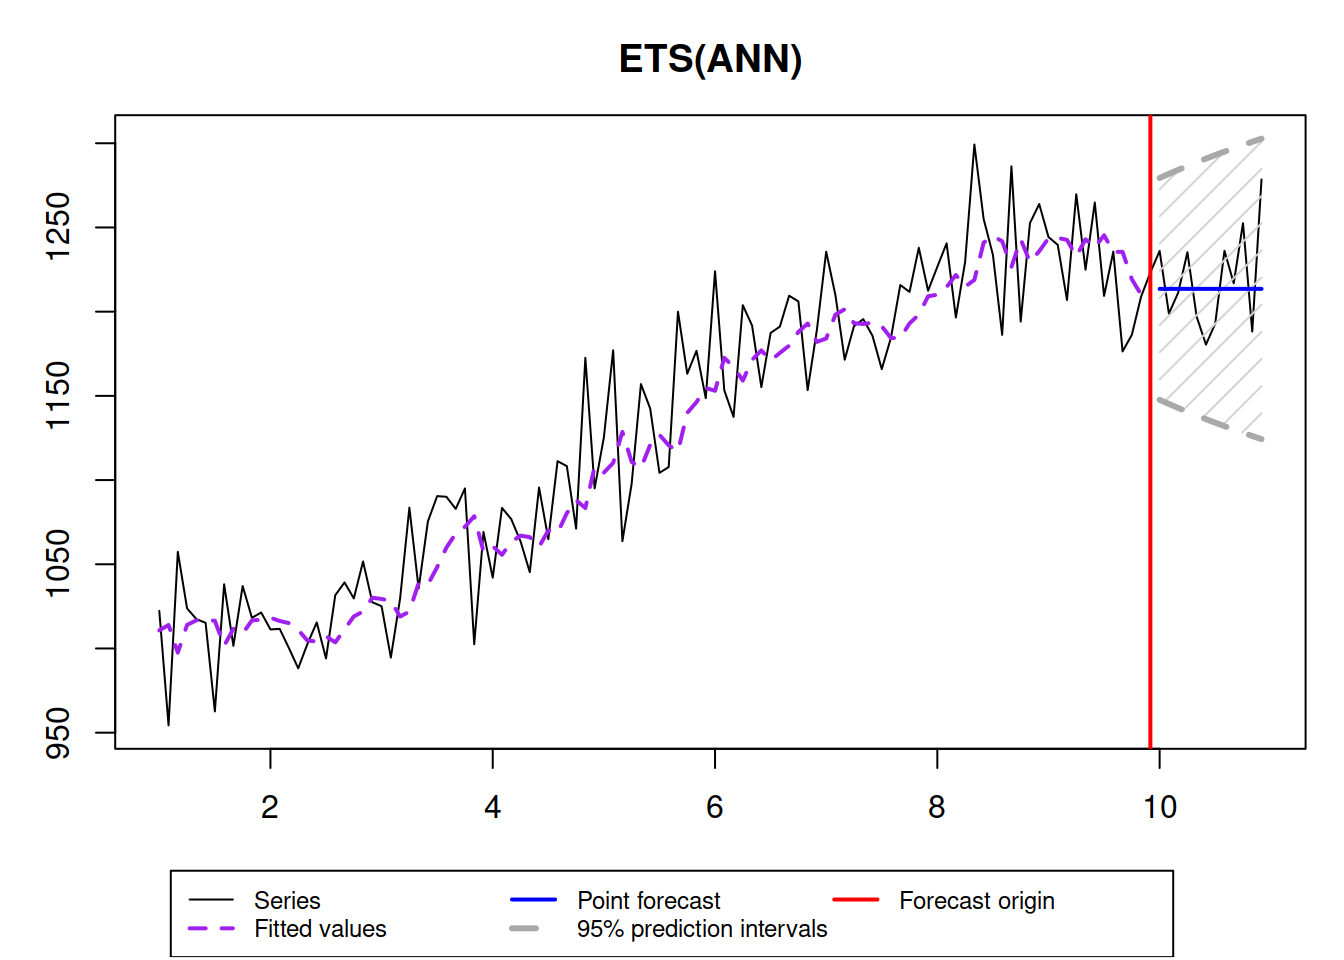 ETS(ANN)
1250
1150
1050
950
2 4 6 8 10
Series Point forecast Forecast origin
Fitted values 95% prediction intervals